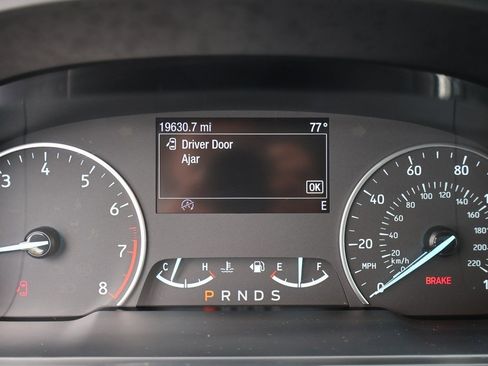 19630.7 mi 77°
Driver Door
Ajar
OK
E
3 4 5 6 7 8
C H E F
P R N D S
0 20 40 60 80
MPH
km/h
0 20 40 60 80 100 120 140 180 200 220
BRAKE